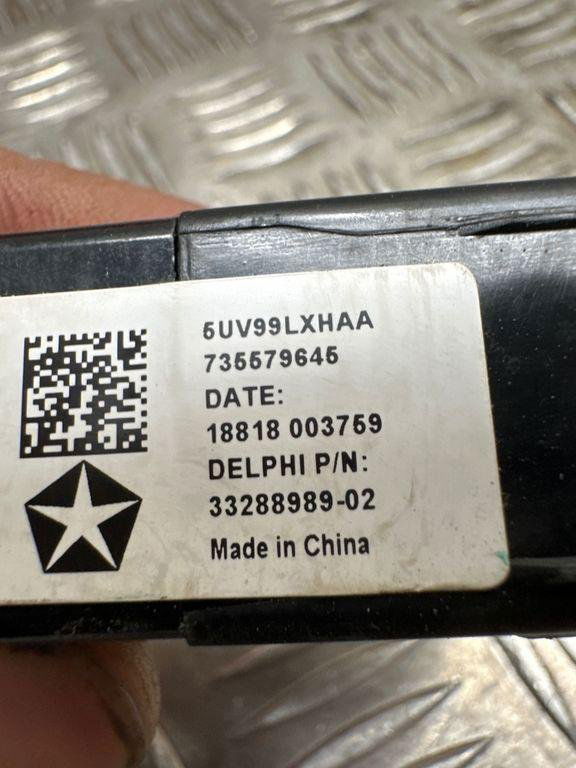 5UV99LXHAA
735579645
DATE:
18818 003759
DELPHI P/N:
33288989-02
Made in China